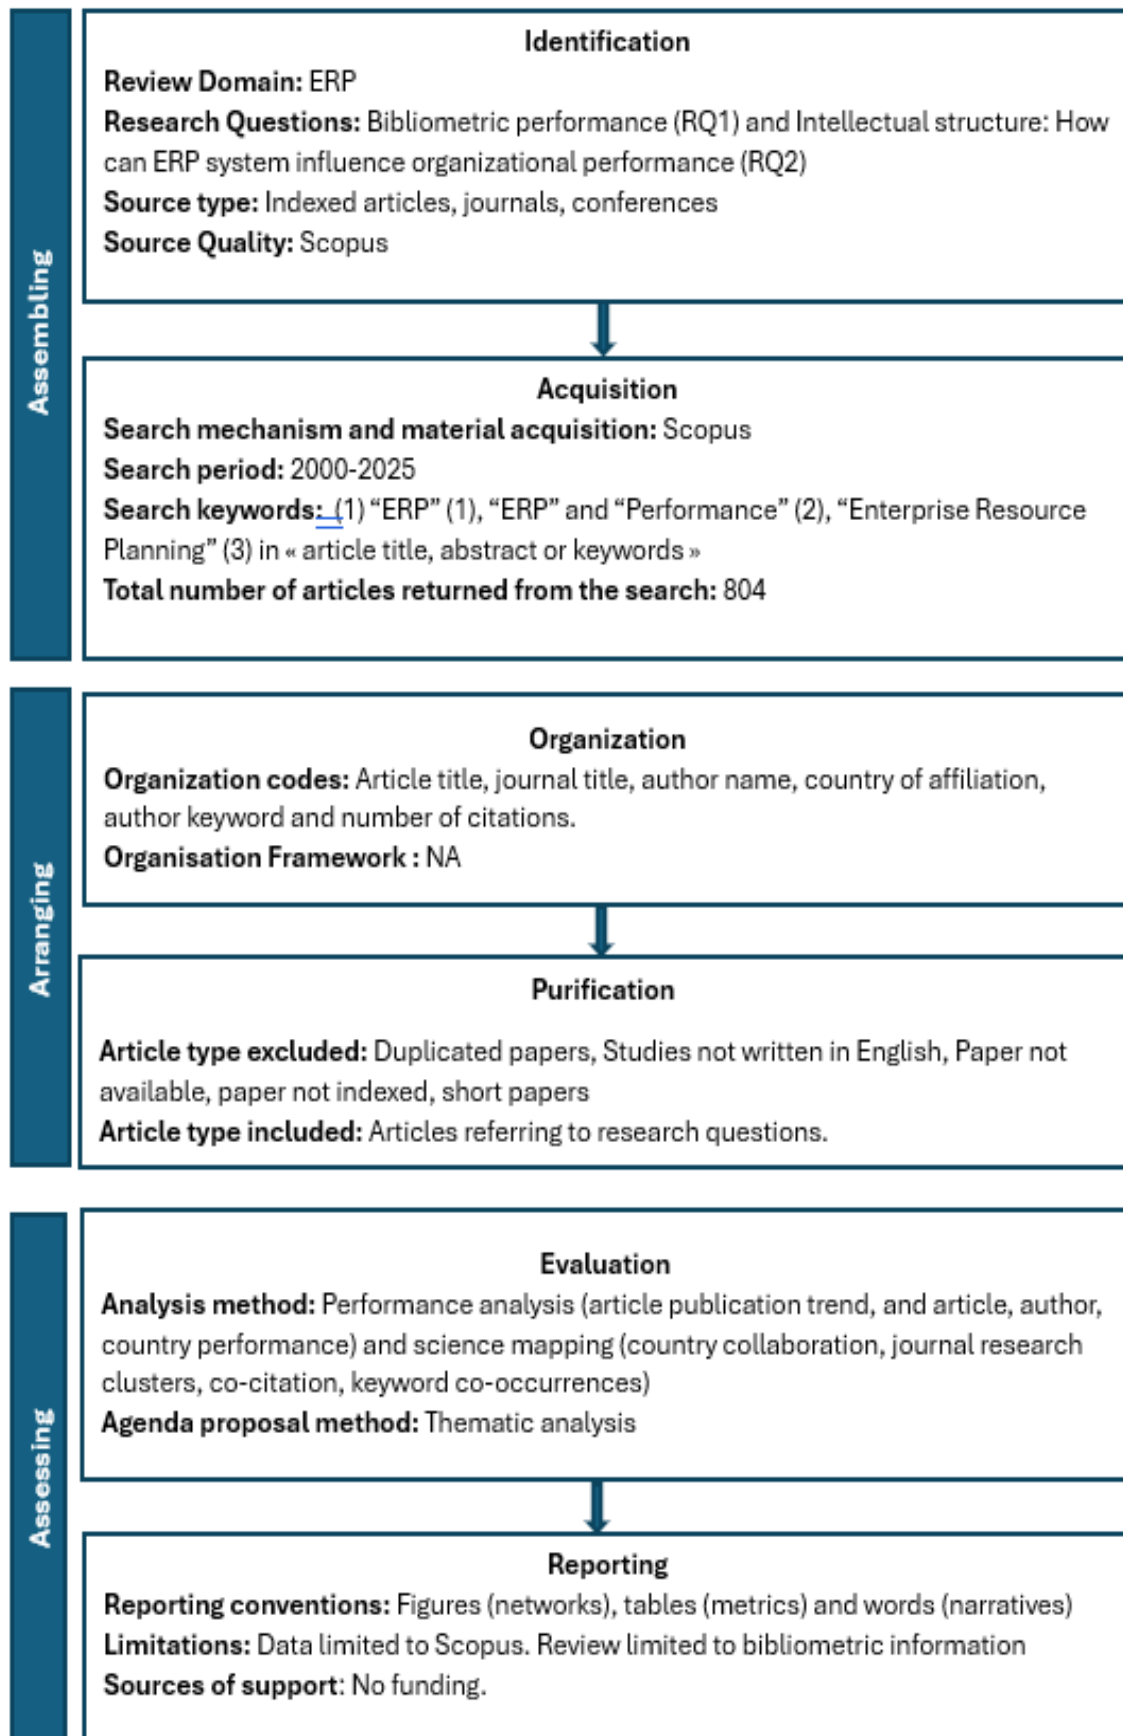 Assembling
Identification
Review Domain: ERP
Research Questions: Bibliometric performance (RQ1) and Intellectual structure: How
can ERP system influence organizational performance (RQ2)
Source type: Indexed articles, journals, conferences
Source Quality: Scopus
Acquisition
Search mechanism and material acquisition: Scopus
Search period: 2000-2025
Search keywords: (1) “ERP” (1), “ERP” and “Performance” (2), “Enterprise Resource
Planning” (3) in « article title, abstract or keywords »
Total number of articles returned from the search: 804
Arranging
Organization
Organization codes: Article title, journal title, author name, country of affiliation,
author keyword and number of citations.
Organisation Framework : NA
Purification
Article type excluded: Duplicated papers, Studies not written in English, Paper not
available, paper not indexed, short papers
Article type included: Articles referring to research questions.
Assessing
Evaluation
Analysis method: Performance analysis (article publication trend, and article, author,
country performance) and science mapping (country collaboration, journal research
clusters, co-citation, keyword co-occurrences)
Agenda proposal method: Thematic analysis
Reporting
Reporting conventions: Figures (networks), tables (metrics) and words (narratives)
Limitations: Data limited to Scopus. Review limited to bibliometric information
Sources of support: No funding.